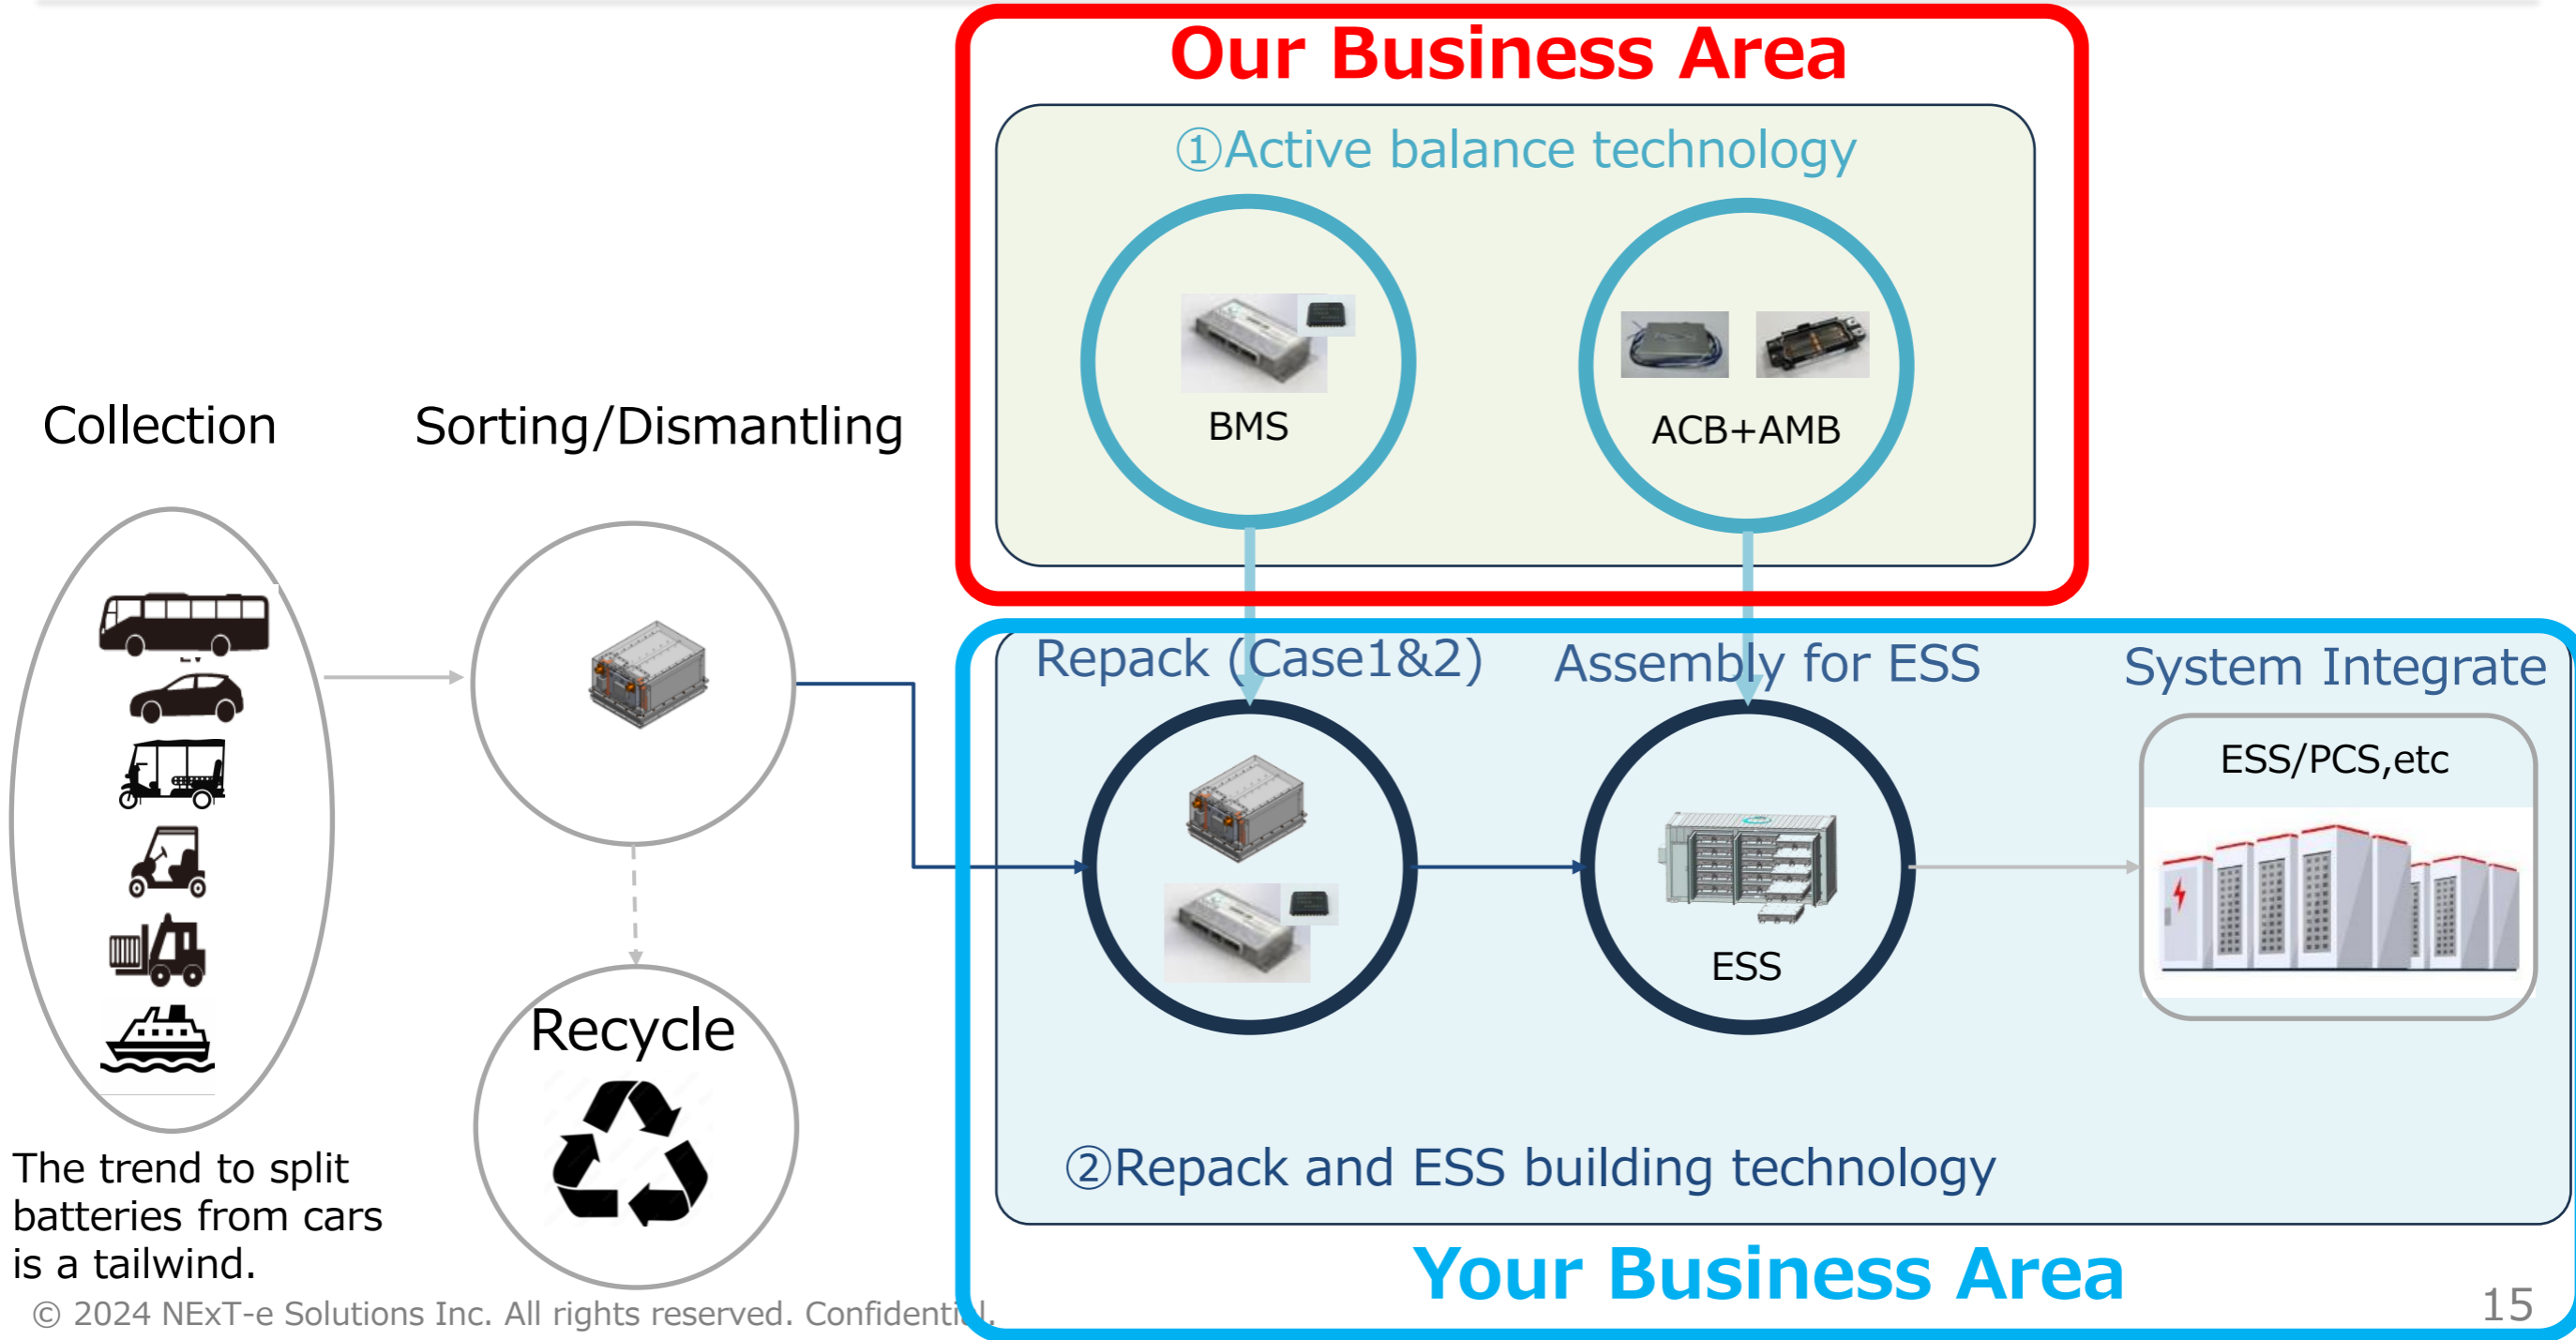 Our Business Area
①Active balance technology
BMS
ACB+AMB
Collection
Sorting/Dismantling
Repack (Case1&2)
Assembly for ESS
System Integrate
ESS/PCS,etc
ESS
Recycle
The trend to split
batteries from cars
is a tailwind.
②Repack and ESS building technology
Your Business Area
© 2024 NExT-e Solutions Inc. All rights reserved. Confidential.
15